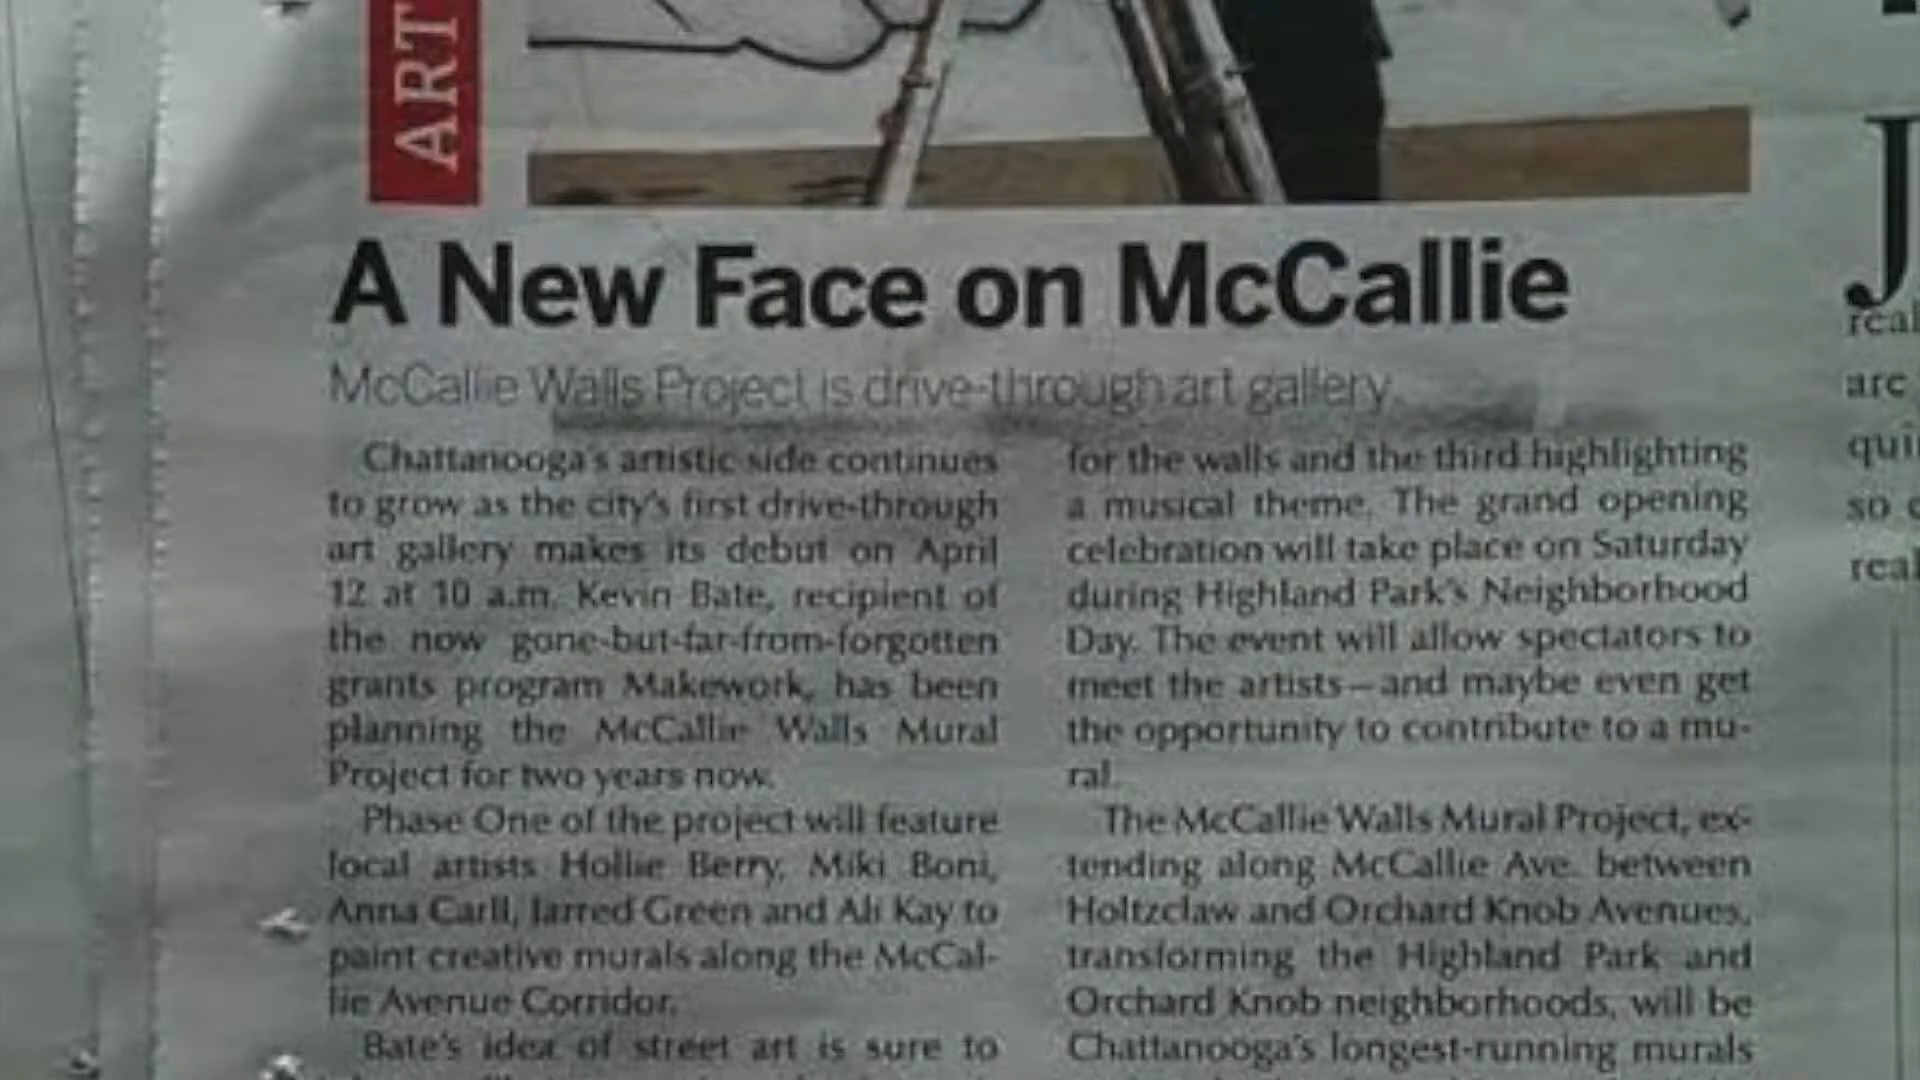 ART
A New Face on McCallie
McCallie Walls Project is drive-through art gallery.
Chattanooga's artistic side continues
to grow as the city's first drive-through
art gallery makes its debut on April
12 at 10 a.m. Kevin Bate, recipient of
the now gone-but-far-from-forgotten
grants program Makework, has been
planning the McCallie Walls Mural
Project for two years now.
Phase One of the project will feature
local artists Hollie Berry, Miki Boni,
Anna Carll, Jarred Green and Ali Kay to
paint creative murals along the McCal-
lie Avenue Corridor.
Bate's idea of street art is sure to
for the walls and the third highlighting
a musical theme. The grand opening
celebration will take place on Saturday
during Highland Park's Neighborhood
Day. The event will allow spectators to
meet the artists—and maybe even get
the opportunity to contribute to a mu-
ral.
The McCallie Walls Mural Project, ex-
tending along McCallie Ave. between
Holtzclaw and Orchard Knob Avenues,
transforming the Highland Park and
Orchard Knob neighborhoods, will be
Chattanooga's longest-running murals
J
real
are
qui
so
real